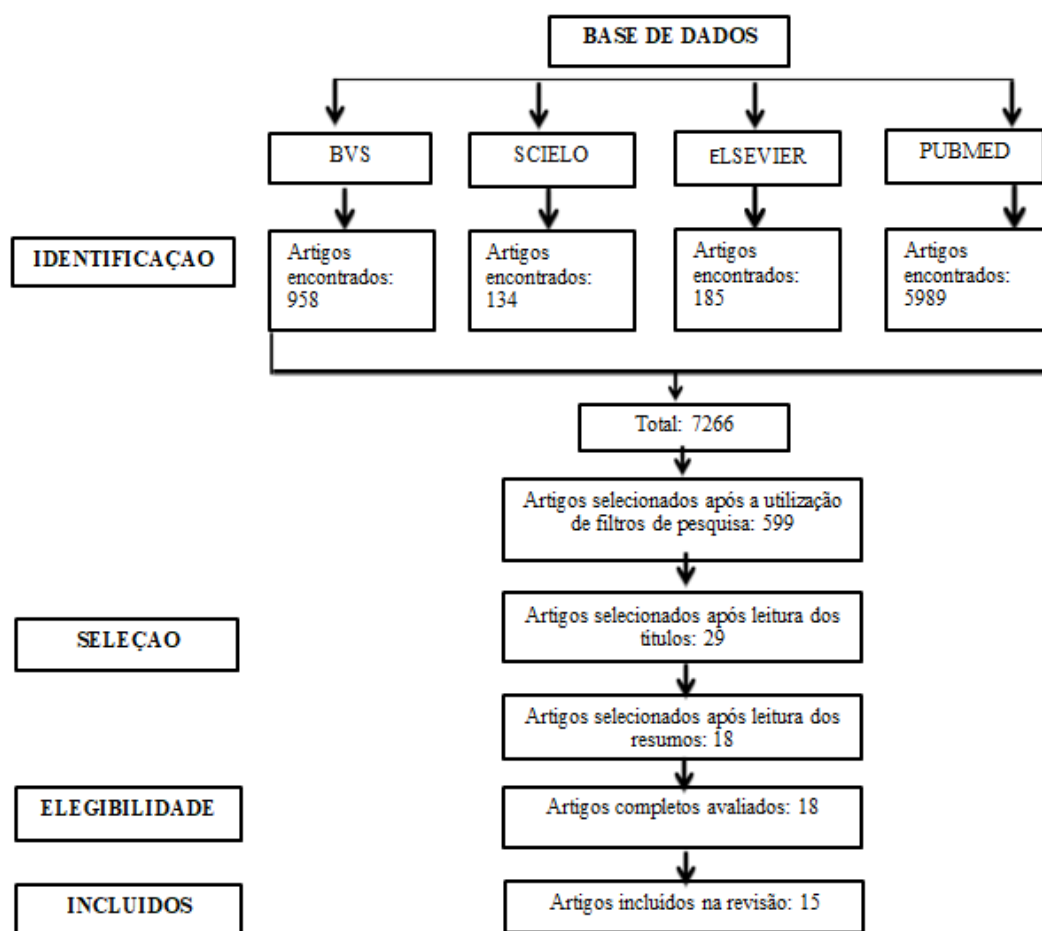 BASE DE DADOS
BVS
SCIELO
ELSEVIER
PUBMED
IDENTIFICAÇAO
Artigos
encontrados:
958
Artigos
encontrados:
134
Artigos
encontrados:
185
Artigos
encontrados:
5989
Total: 7266
Artigos selecionados após a utilização
de filtros de pesquisa: 599
SELEÇAO
Artigos selecionados após leitura dos
títulos: 29
Artigos selecionados após leitura dos
resumos: 18
ELEGIBILIDADE
Artigos completos avaliados: 18
INCLUIDOS
Artigos incluidos na revisão: 15